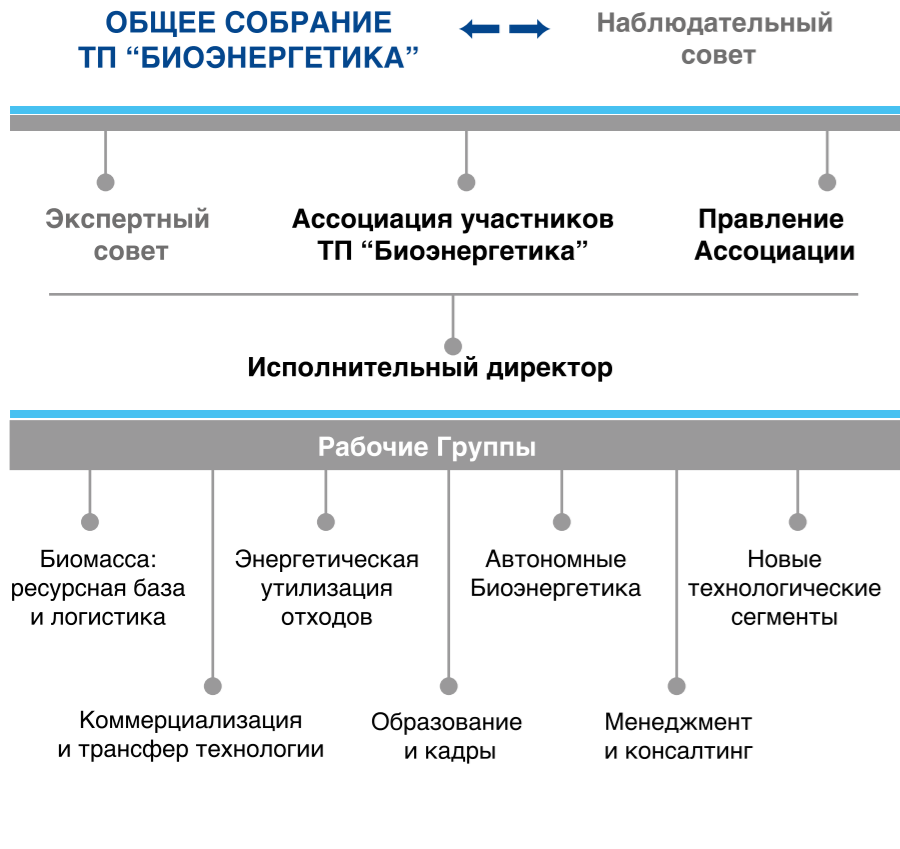 ОБЩЕЕ СОБРАНИЕ
ТП “БИОЭНЕРГЕТИКА”
Наблюдательный
совет
Экспертный
совет
Ассоциация участников
ТП “Биоэнергетика”
Правление
Ассоциации
Исполнительный директор
Рабочие Группы
Биомасса:
ресурсная база
и логистика
Энергетическая
утилизация
отходов
Автономные
Биоэнергетика
Новые
технологические
сегменты
Коммерциализация
и трансфер технологии
Образование
и кадры
Менеджмент
и консалтинг